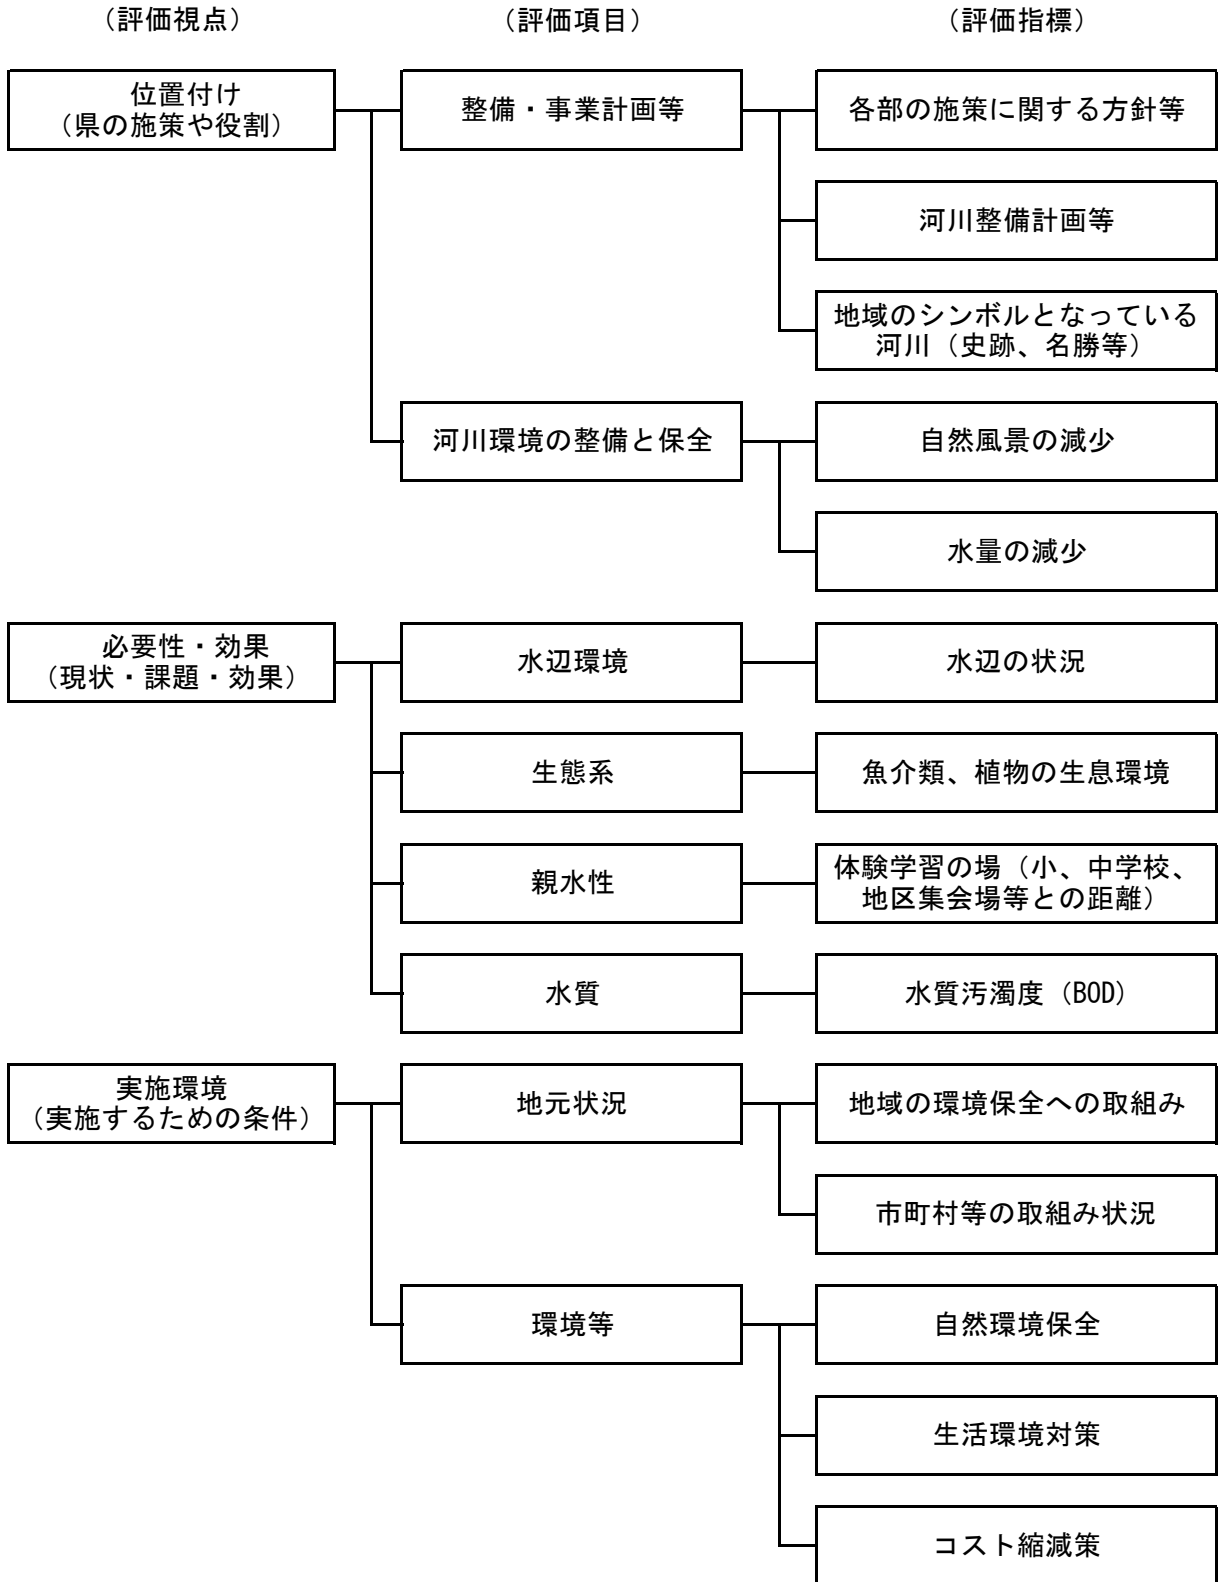 （評価視点）
（評価項目）
（評価指標）
位置付け
（県の施策や役割）
整備・事業計画等
各部の施策に関する方針等
河川整備計画等
地域のシンボルとなっている
河川（史跡、名勝等）
河川環境の整備と保全
自然風景の減少
水量の減少
必要性・効果
（現状・課題・効果）
水辺環境
水辺の状況
生態系
魚介類、植物の生息環境
親水性
体験学習の場（小、中学校、
地区集会場等との距離）
水質
水質汚濁度（BOD）
実施環境
（実施するための条件）
地元状況
地域の環境保全への取組み
市町村等の取組み状況
環境等
自然環境保全
生活環境対策
コスト縮減策